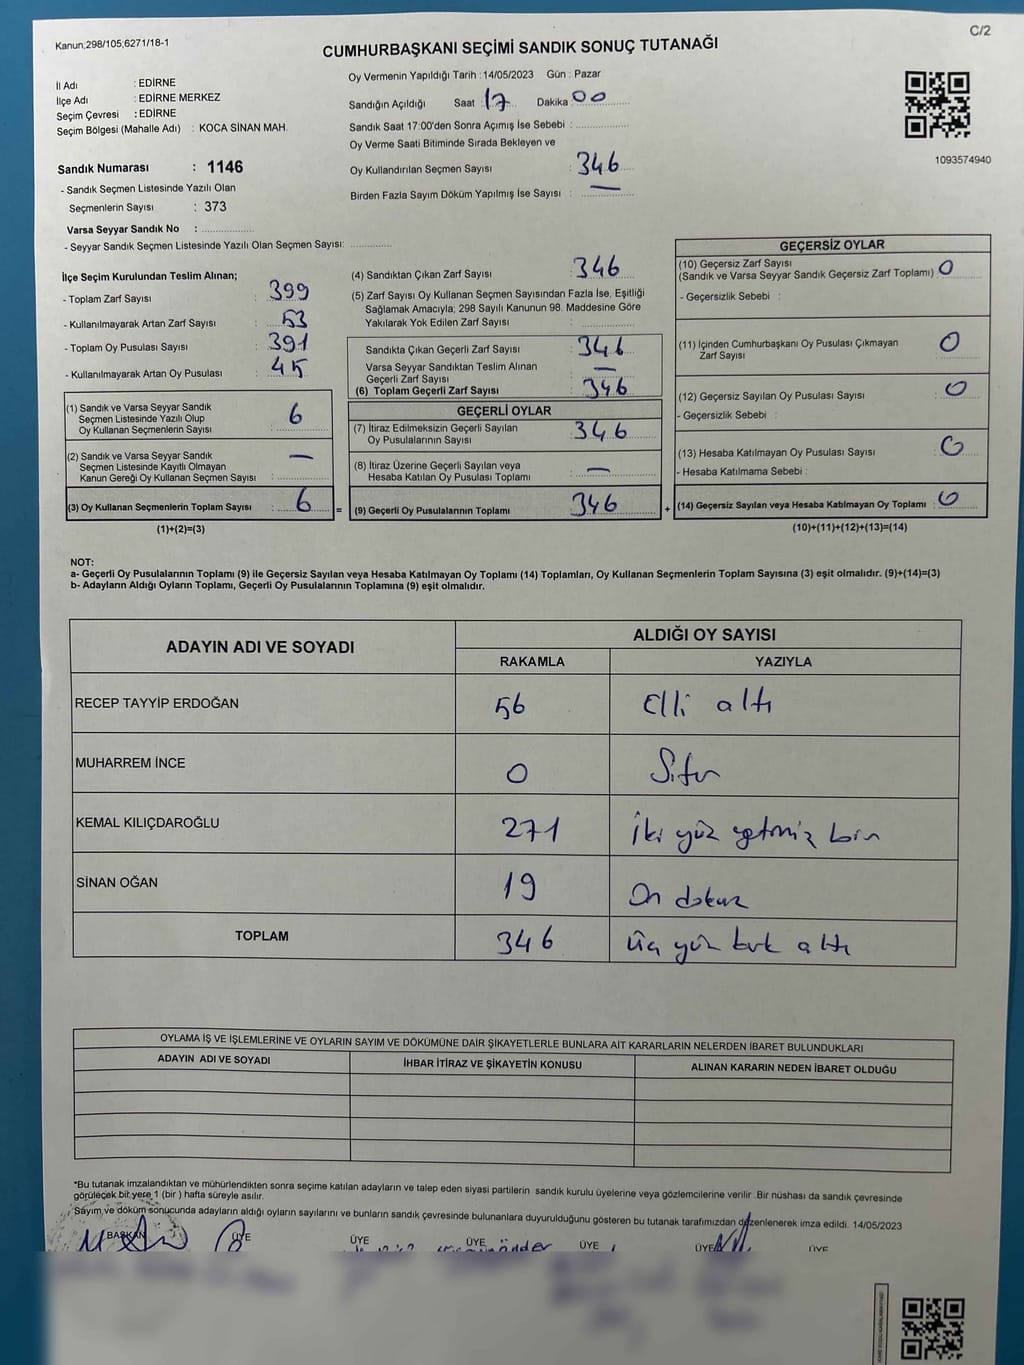 Kanun;298/105;6271/18-1
C/2
CUMHURBAŞKANI SEÇİMİ SANDIK SONUÇ TUTANAĞI
İl Adı : EDİRNE
İlçe Adı : EDİRNE MERKEZ
Seçim Çevresi : EDİRNE
Seçim Bölgesi (Mahalle Adı) : KOCA SİNAN MAH.
Sandık Numarası : 1146
- Sandık Seçmen Listesinde Yazılı Olan
Seçmenlerin Sayısı : 373
Varsa Seyyar Sandık No :
- Seyyar Sandık Seçmen Listesinde Yazılı Olan Seçmen Sayısı:
Oy Vermenin Yapıldığı Tarih : 14/05/2023 Gün : Pazar
Sandığın Açıldığı Saat 17 Dakika 00
Sandık Saat 17:00'den Sonra Açımış İse Sebebi :
Oy Verme Saati Bitiminde Sırada Bekleyen ve
Oy Kullandırılan Seçmen Sayısı : 346
Birden Fazla Sayım Döküm Yapılmış İse Sayısı : —
1093574940
İlçe Seçim Kurulundan Teslim Alınan;
- Toplam Zarf Sayısı : 399
- Kullanılmayarak Artan Zarf Sayısı : 53
- Toplam Oy Pusulası Sayısı : 391
- Kullanılmayarak Artan Oy Pusulası : 45
(1) Sandık ve Varsa Seyyar Sandık
Seçmen Listesinde Yazılı Olup
Oy Kullanan Seçmenlerin Sayısı : 6
(2) Sandık ve Varsa Seyyar Sandık
Seçmen Listesinde Kayıtlı Olmayan
Kanun Gereği Oy Kullanan Seçmen Sayısı : —
(3) Oy Kullanan Seçmenlerin Toplam Sayısı : 6
(1)+(2)=(3)
(4) Sandıktan Çıkan Zarf Sayısı : 346
(5) Zarf Sayısı Oy Kullanan Seçmen Sayısından Fazla İse, Eşitliği
Sağlamak Amacıyla; 298 Sayılı Kanunun 98. Maddesine Göre
Yakılarak Yok Edilen Zarf Sayısı :
Sandıkta Çıkan Geçerli Zarf Sayısı : 346
Varsa Seyyar Sandıktan Teslim Alınan
Geçerli Zarf Sayısı : —
(6) Toplam Geçerli Zarf Sayısı : 346
GEÇERLİ OYLAR
(7) İtiraz Edilmeksizin Geçerli Sayılan
Oy Pusulalarının Sayısı : 346
(8) İtiraz Üzerine Geçerli Sayılan veya
Hesaba Katılan Oy Pusulası Toplamı : —
= (9) Geçerli Oy Pusulalarının Toplamı : 346
GEÇERSİZ OYLAR
(10) Geçersiz Zarf Sayısı
(Sandık ve Varsa Seyyar Sandık Geçersiz Zarf Toplamı) : 0
- Geçersizlik Sebebi :
(11) İçinden Cumhurbaşkanı Oy Pusulası Çıkmayan
Zarf Sayısı : 0
(12) Geçersiz Sayılan Oy Pusulası Sayısı : 0
- Geçersizlik Sebebi :
(13) Hesaba Katılmayan Oy Pusulası Sayısı : 0
- Hesaba Katılmama Sebebi :
+ (14) Geçersiz Sayılan veya Hesaba Katılmayan Oy Toplamı : 0
(10)+(11)+(12)+(13)=(14)
NOT:
a- Geçerli Oy Pusulalarının Toplamı (9) ile Geçersiz Sayılan veya Hesaba Katılmayan Oy Toplamı (14) Toplamları, Oy Kullanan Seçmenlerin Toplam Sayısına (3) eşit olmalıdır. (9)+(14)=(3)
b- Adayların Aldığı Oyların Toplamı, Geçerli Oy Pusulalarının Toplamına (9) eşit olmalıdır.
ADAYIN ADI VE SOYADI
ALDIĞI OY SAYISI
RAKAMLA YAZIYLA
RECEP TAYYİP ERDOĞAN 56 Elli altı
MUHARREM İNCE 0 Sıfır
KEMAL KILIÇDAROĞLU 271 İki yüz yetmiş bir
SİNAN OĞAN 19 On dokuz
TOPLAM 346 Üç yüz kırk altı
OYLAMA İŞ VE İŞLEMLERİNE VE OYLARIN SAYIM VE DÖKÜMÜNE DAİR ŞİKAYETLERLE BUNLARA AİT KARARLARIN NELERDEN İBARET BULUNDUKLARI
ADAYIN ADI VE SOYADI İHBAR İTİRAZ VE ŞİKAYETİN KONUSU ALINAN KARARIN NEDEN İBARET OLDUĞU
*Bu tutanak imzalandıktan ve mühürlendikten sonra seçime katılan adayların ve talep eden siyasi partilerin sandık kurulu üyelerine veya gözlemcilerine verilir. Bir nüshası da sandık çevresinde
görülecek bir yere 1 (bir) hafta süreyle asılır.
Sayım ve döküm sonucunda adayların aldığı oyların sayılarını ve bunların sandık çevresinde bulunanlara duyurulduğunu gösteren bu tutanak tarafımızdan düzenlenerek imza edildi. 14/05/2023
BAŞKAN ÜYE ÜYE ÜYE ÜYE ÜYE ÜYE